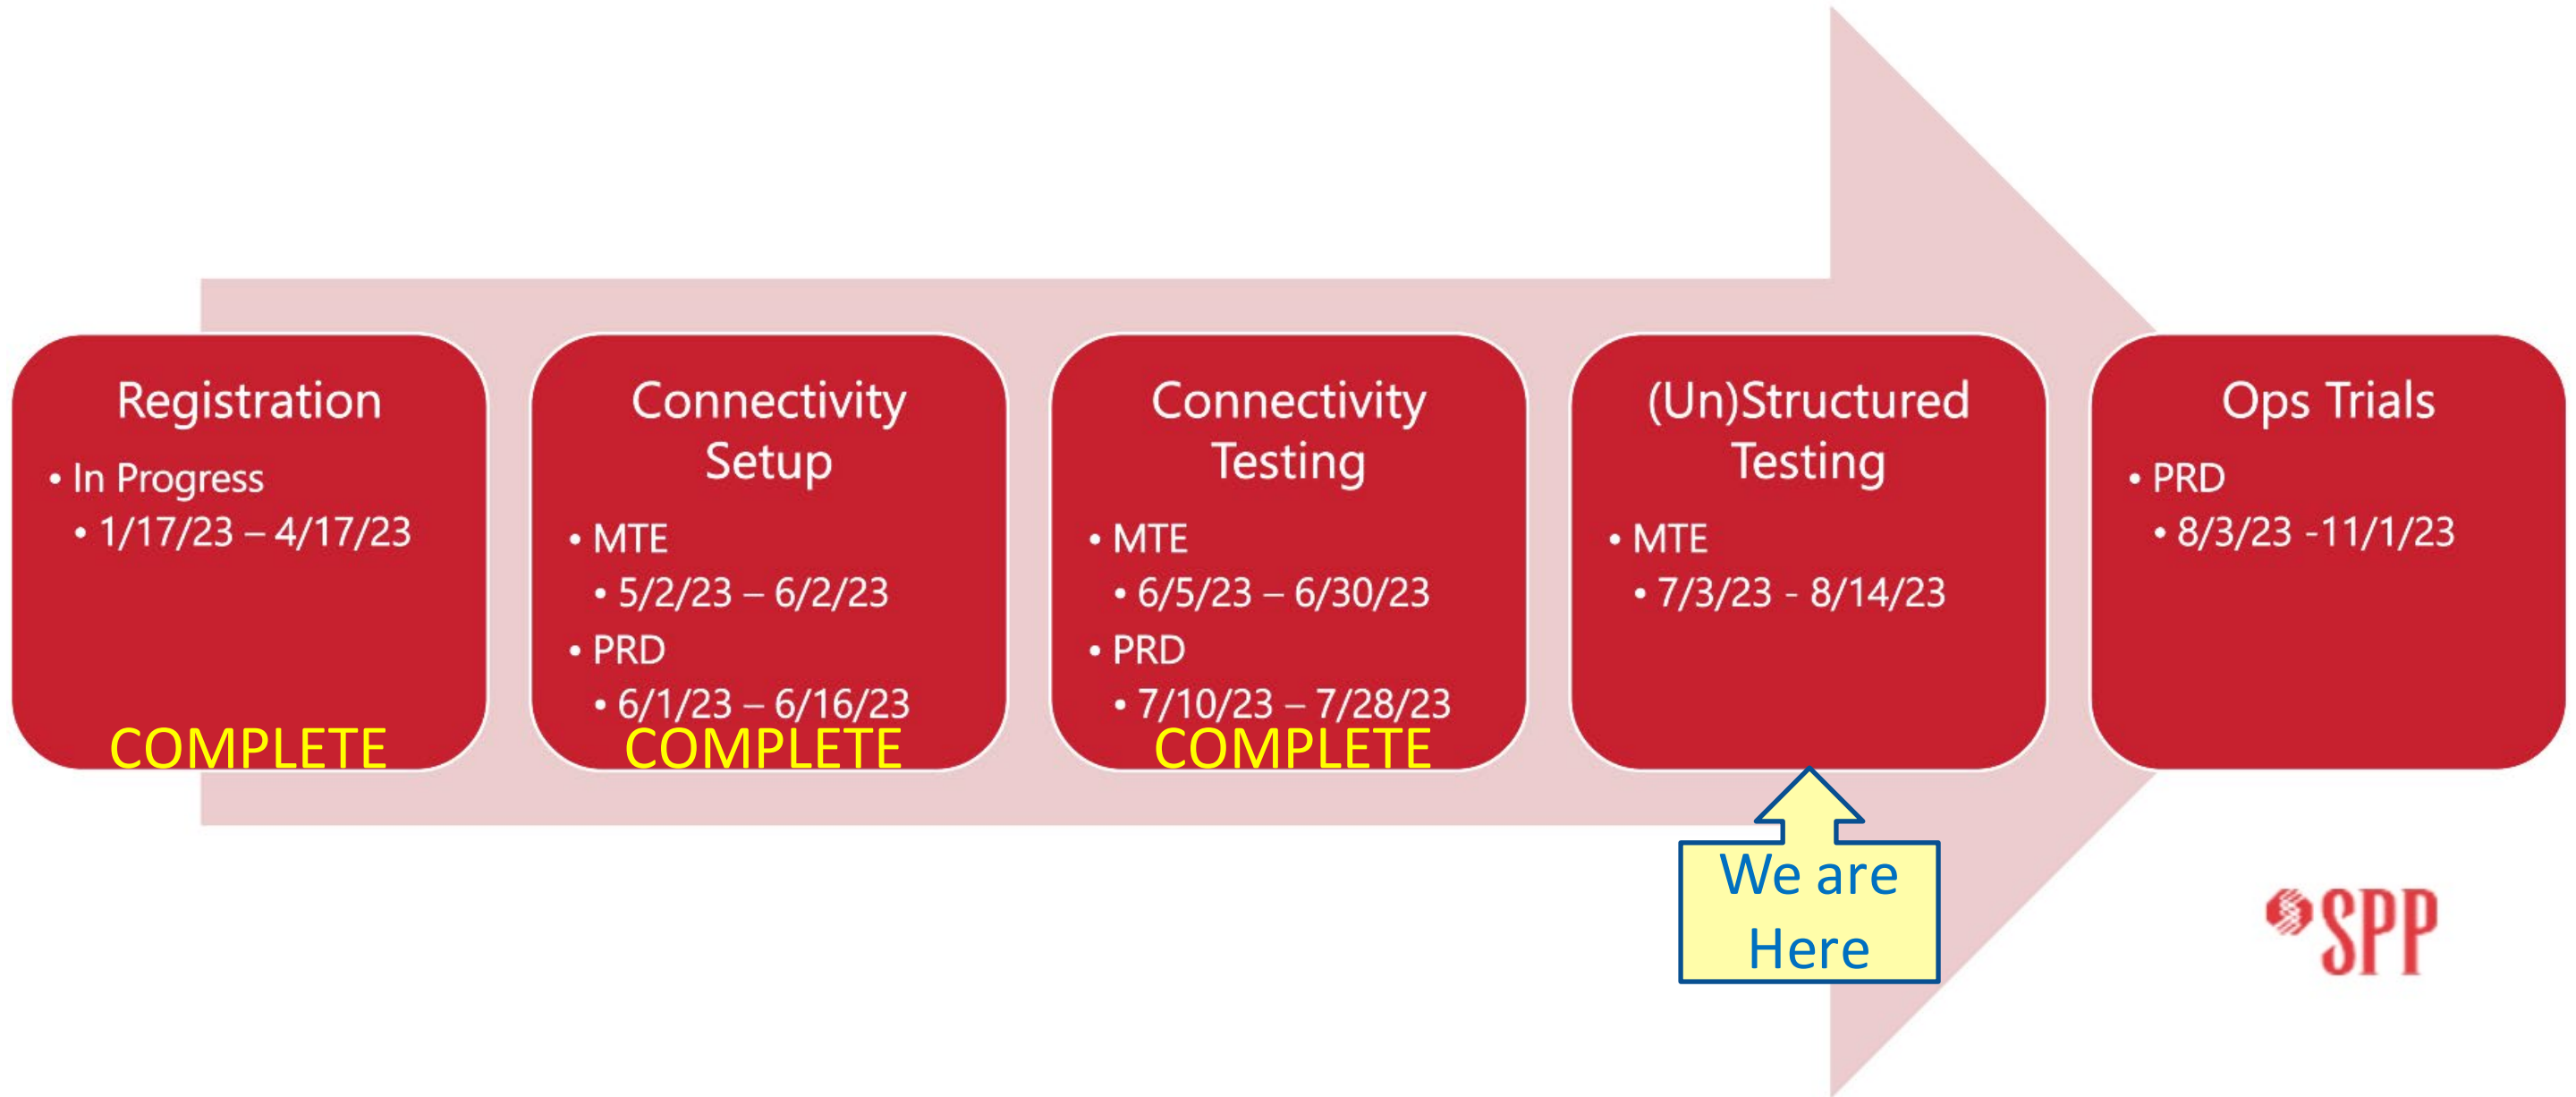 Registration
• In Progress
• 1/17/23 – 4/17/23
COMPLETE
Connectivity
Setup
• MTE
• 5/2/23 – 6/2/23
• PRD
• 6/1/23 – 6/16/23
COMPLETE
Connectivity
Testing
• MTE
• 6/5/23 – 6/30/23
• PRD
• 7/10/23 – 7/28/23
COMPLETE
(Un)Structured
Testing
• MTE
• 7/3/23 - 8/14/23
Ops Trials
• PRD
• 8/3/23 -11/1/23
We are
Here
SPP